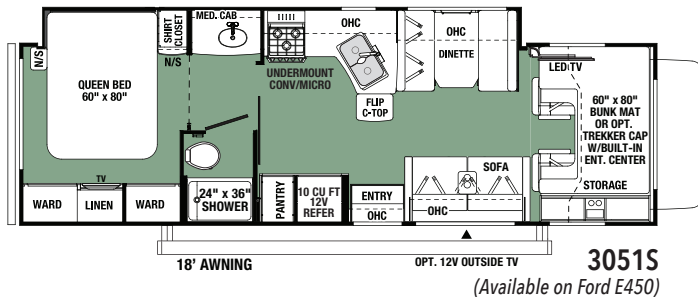 N/S
QUEEN BED
60" x 80"
SHIRT
CLOSET
N/S
MED. CAB
OHC
UNDERMOUNT
CONV/MICRO
FLIP
C-TOP
OHC
DINETTE
LED TV
60" x 80"
BUNK MAT
OR OPT.
TREKKER CAP
W/BUILT-IN
ENT. CENTER
STORAGE
TV
WARD
LINEN
WARD
24" x 36"
SHOWER
PANTRY
10 CU FT
12V
REFER
ENTRY
OHC
SOFA
OHC
18' AWNING
OPT. 12V OUTSIDE TV
3051S
(Available on Ford E450)